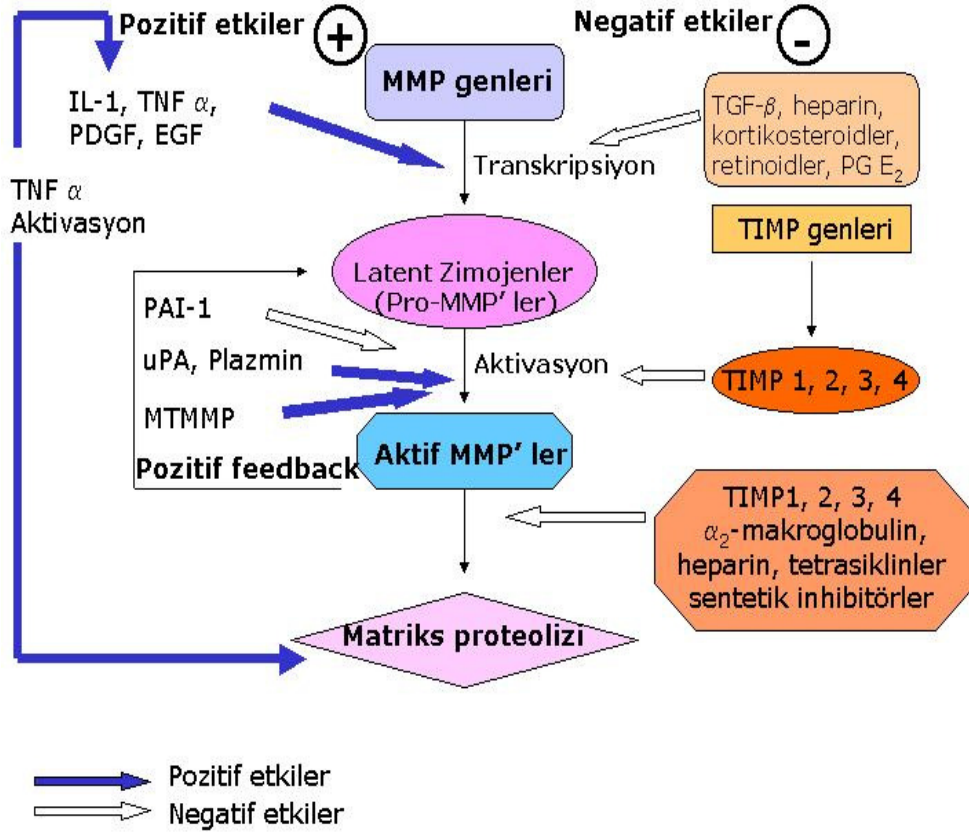 Pozitif etkiler
+
Negatif etkiler
-
MMP genleri
IL-1, TNF α,
PDGF, EGF
TGF-β, heparin,
kortikosteroidler,
retinoidler, PG E₂
Transkripsiyon
TNF α
Aktivasyon
TIMP genleri
Latent Zimojenler
(Pro-MMP' ler)
PAI-1
uPA, Plazmin
MTMMP
Aktivasyon
TIMP 1, 2, 3, 4
Pozitif feedback
Aktif MMP' ler
TIMP1, 2, 3, 4
α₂-makroglobulin,
heparin, tetrasiklinler
sentetik inhibitörler
Matriks proteolizi
Pozitif etkiler
Negatif etkiler